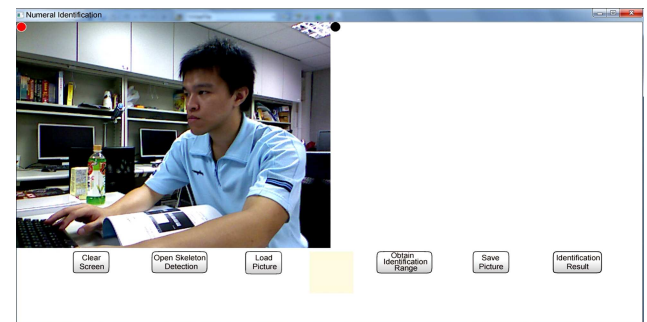 Numeral Identification
Clear
Screen
Open Skeleton
Detection
Load
Picture
Obtain
Identification
Range
Save
Picture
Identification
Result